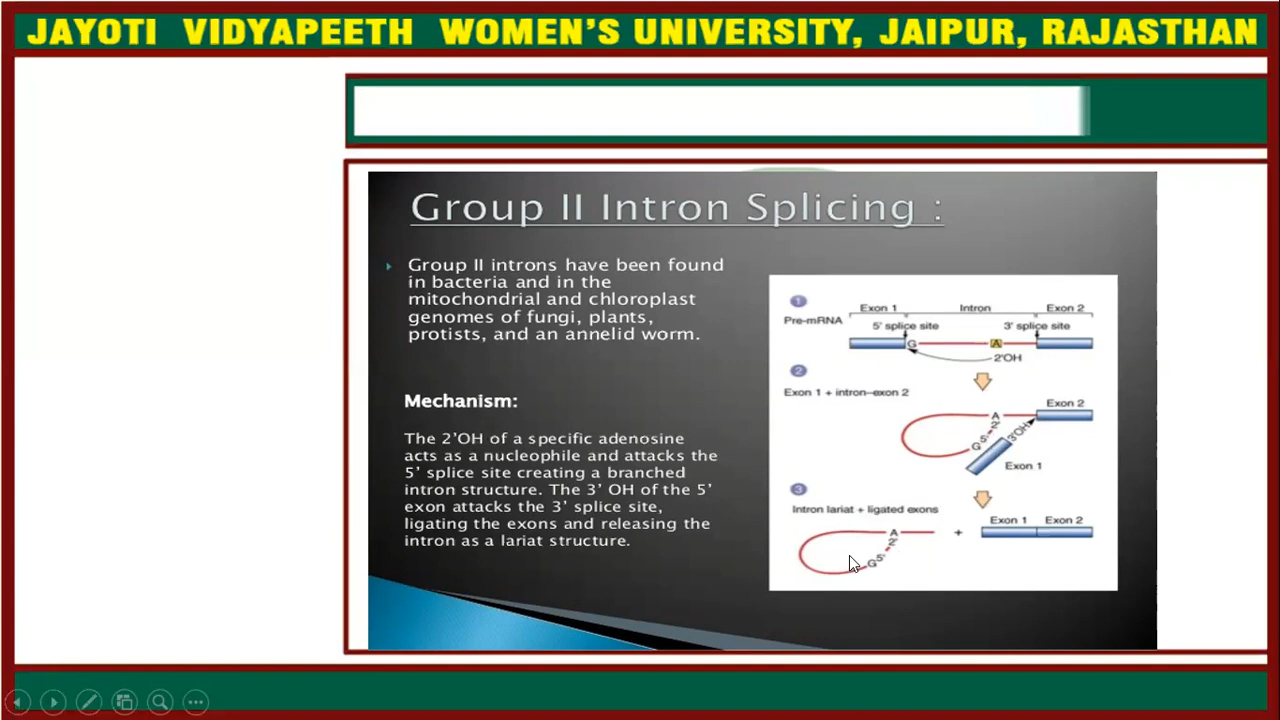 JAYOTI VIDYAPEETH WOMEN'S UNIVERSITY, JAIPUR, RAJASTHAN
Group II Intron Splicing :
Group II introns have been found
in bacteria and in the
mitochondrial and chloroplast
genomes of fungi, plants,
protists, and an annelid worm.
Mechanism:
The 2'OH of a specific adenosine
acts as a nucleophile and attacks the
5' splice site creating a branched
intron structure. The 3' OH of the 5'
exon attacks the 3' splice site,
ligating the exons and releasing the
intron as a lariat structure.
1
Pre-mRNA
Exon 1 Intron Exon 2
5' splice site 3' splice site
G A
2'OH
2
Exon 1 + intron–exon 2
Exon 2
A
2'
G 5' 3'OH
Exon 1
3
Intron lariat + ligated exons
Exon 1 Exon 2
A +
2'
G 5'